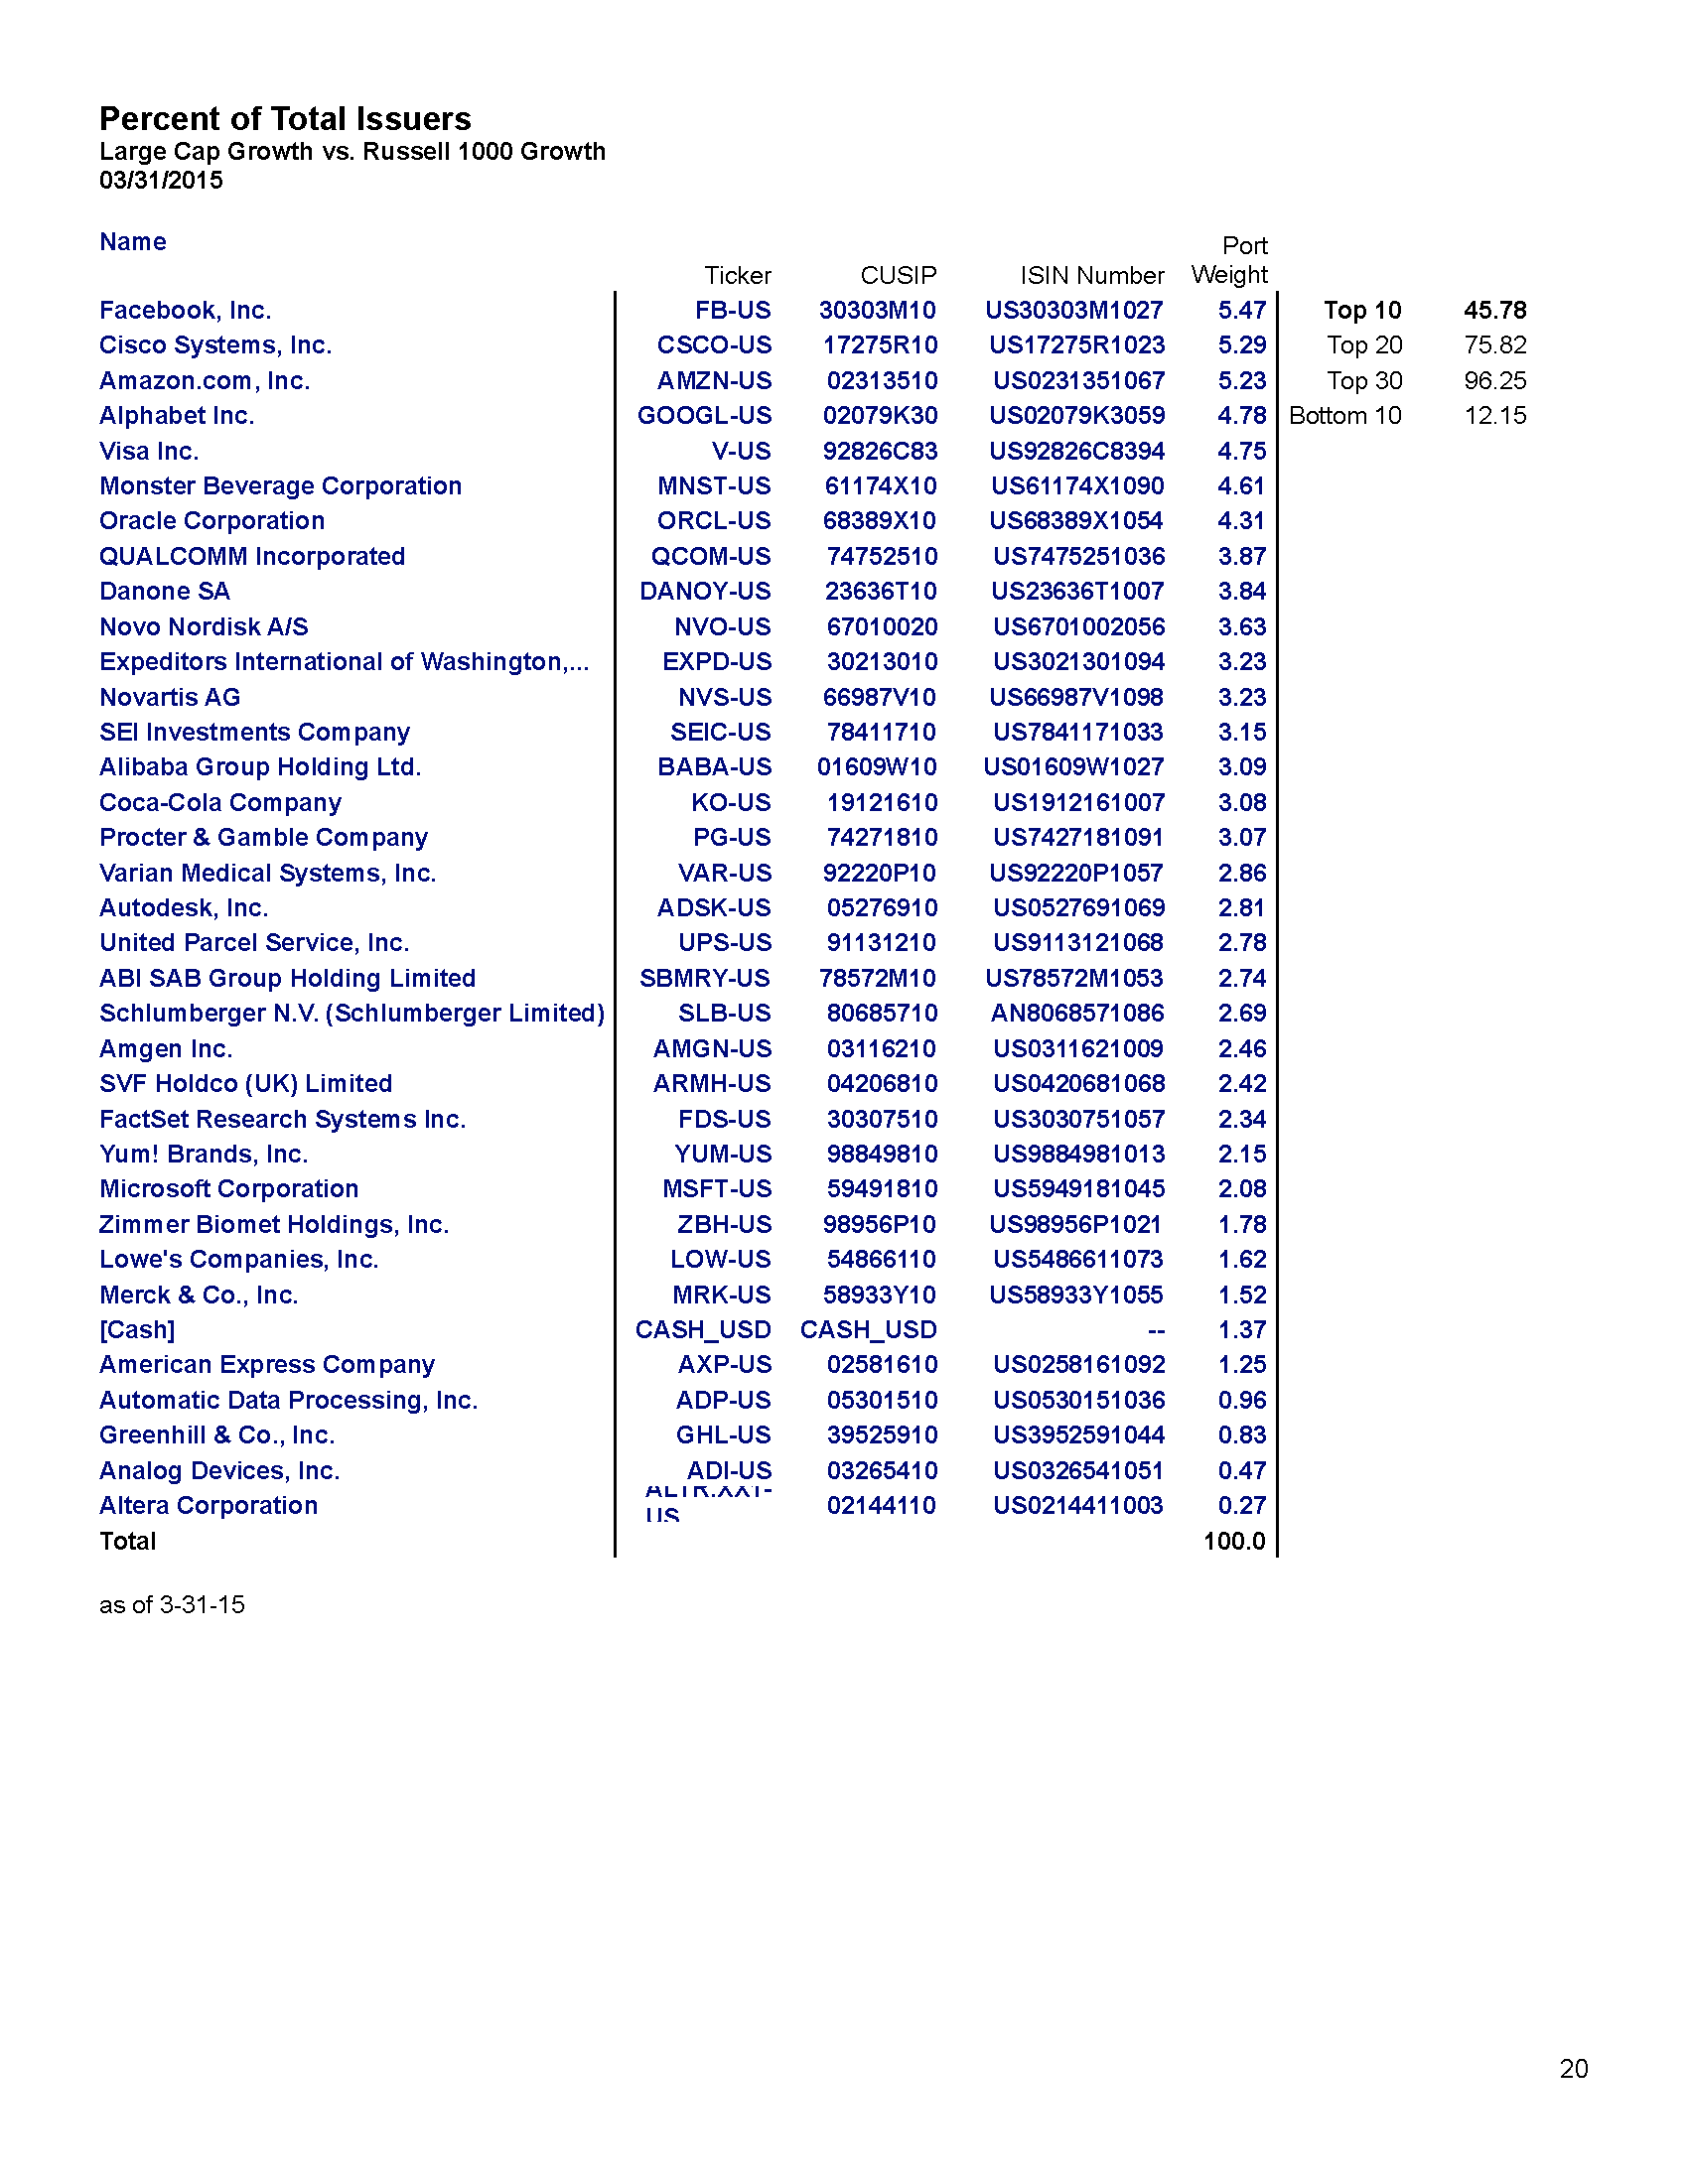 Percent of Total Issuers
Large Cap Growth vs. Russell 1000 Growth
03/31/2015
Name Ticker CUSIP ISIN Number Port Weight
Facebook, Inc. FB-US 30303M10 US30303M1027 5.47 Top 10 45.78
Cisco Systems, Inc. CSCO-US 17275R10 US17275R1023 5.29 Top 20 75.82
Amazon.com, Inc. AMZN-US 02313510 US0231351067 5.23 Top 30 96.25
Alphabet Inc. GOOGL-US 02079K30 US02079K3059 4.78 Bottom 10 12.15
Visa Inc. V-US 92826C83 US92826C8394 4.75
Monster Beverage Corporation MNST-US 61174X10 US61174X1090 4.61
Oracle Corporation ORCL-US 68389X10 US68389X1054 4.31
QUALCOMM Incorporated QCOM-US 74752510 US7475251036 3.87
Danone SA DANOY-US 23636T10 US23636T1007 3.84
Novo Nordisk A/S NVO-US 67010020 US6701002056 3.63
Expeditors International of Washington,... EXPD-US 30213010 US3021301094 3.23
Novartis AG NVS-US 66987V10 US66987V1098 3.23
SEI Investments Company SEIC-US 78411710 US7841171033 3.15
Alibaba Group Holding Ltd. BABA-US 01609W10 US01609W1027 3.09
Coca-Cola Company KO-US 19121610 US1912161007 3.08
Procter & Gamble Company PG-US 74271810 US7427181091 3.07
Varian Medical Systems, Inc. VAR-US 92220P10 US92220P1057 2.86
Autodesk, Inc. ADSK-US 05276910 US0527691069 2.81
United Parcel Service, Inc. UPS-US 91131210 US9113121068 2.78
ABI SAB Group Holding Limited SBMRY-US 78572M10 US78572M1053 2.74
Schlumberger N.V. (Schlumberger Limited) SLB-US 80685710 AN8068571086 2.69
Amgen Inc. AMGN-US 03116210 US0311621009 2.46
SVF Holdco (UK) Limited ARMH-US 04206810 US0420681068 2.42
FactSet Research Systems Inc. FDS-US 30307510 US3030751057 2.34
Yum! Brands, Inc. YUM-US 98849810 US9884981013 2.15
Microsoft Corporation MSFT-US 59491810 US5949181045 2.08
Zimmer Biomet Holdings, Inc. ZBH-US 98956P10 US98956P1021 1.78
Lowe's Companies, Inc. LOW-US 54866110 US5486611073 1.62
Merck & Co., Inc. MRK-US 58933Y10 US58933Y1055 1.52
[Cash] CASH_USD CASH_USD -- 1.37
American Express Company AXP-US 02581610 US0258161092 1.25
Automatic Data Processing, Inc. ADP-US 05301510 US0530151036 0.96
Greenhill & Co., Inc. GHL-US 39525910 US3952591044 0.83
Analog Devices, Inc. ADI-US 03265410 US0326541051 0.47
Altera Corporation US 02144110 US0214411003 0.27
Total 100.0
as of 3-31-15
20